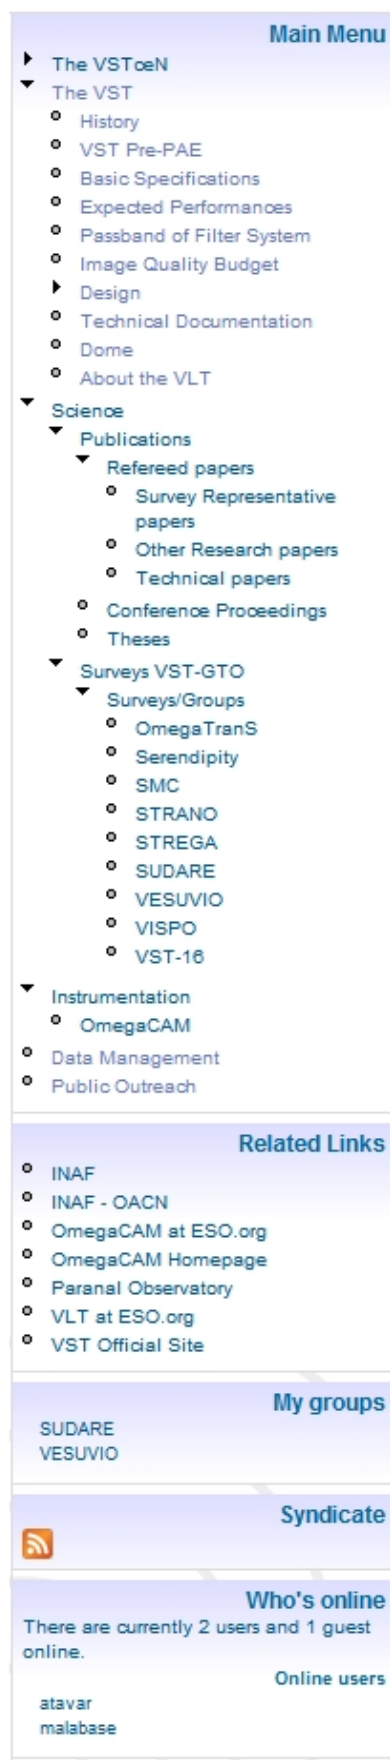 Main Menu
The VSTceN
The VST
History
VST Pre-PAE
Basic Specifications
Expected Performances
Passband of Filter System
Image Quality Budget
Design
Technical Documentation
Dome
About the VLT
Science
Publications
Refereed papers
Survey Representative
papers
Other Research papers
Technical papers
Conference Proceedings
Theses
Surveys VST-GTO
Surveys/Groups
OmegaTranS
Serendipity
SMC
STRANO
STREGA
SUDARE
VESUVIO
VISPO
VST-16
Instrumentation
OmegaCAM
Data Management
Public Outreach
Related Links
INAF
INAF - OACN
OmegaCAM at ESO.org
OmegaCAM Homepage
Paranal Observatory
VLT at ESO.org
VST Official Site
My groups
SUDARE
VESUVIO
Syndicate
Who's online
There are currently 2 users and 1 guest
online.
Online users
atavar
malabase